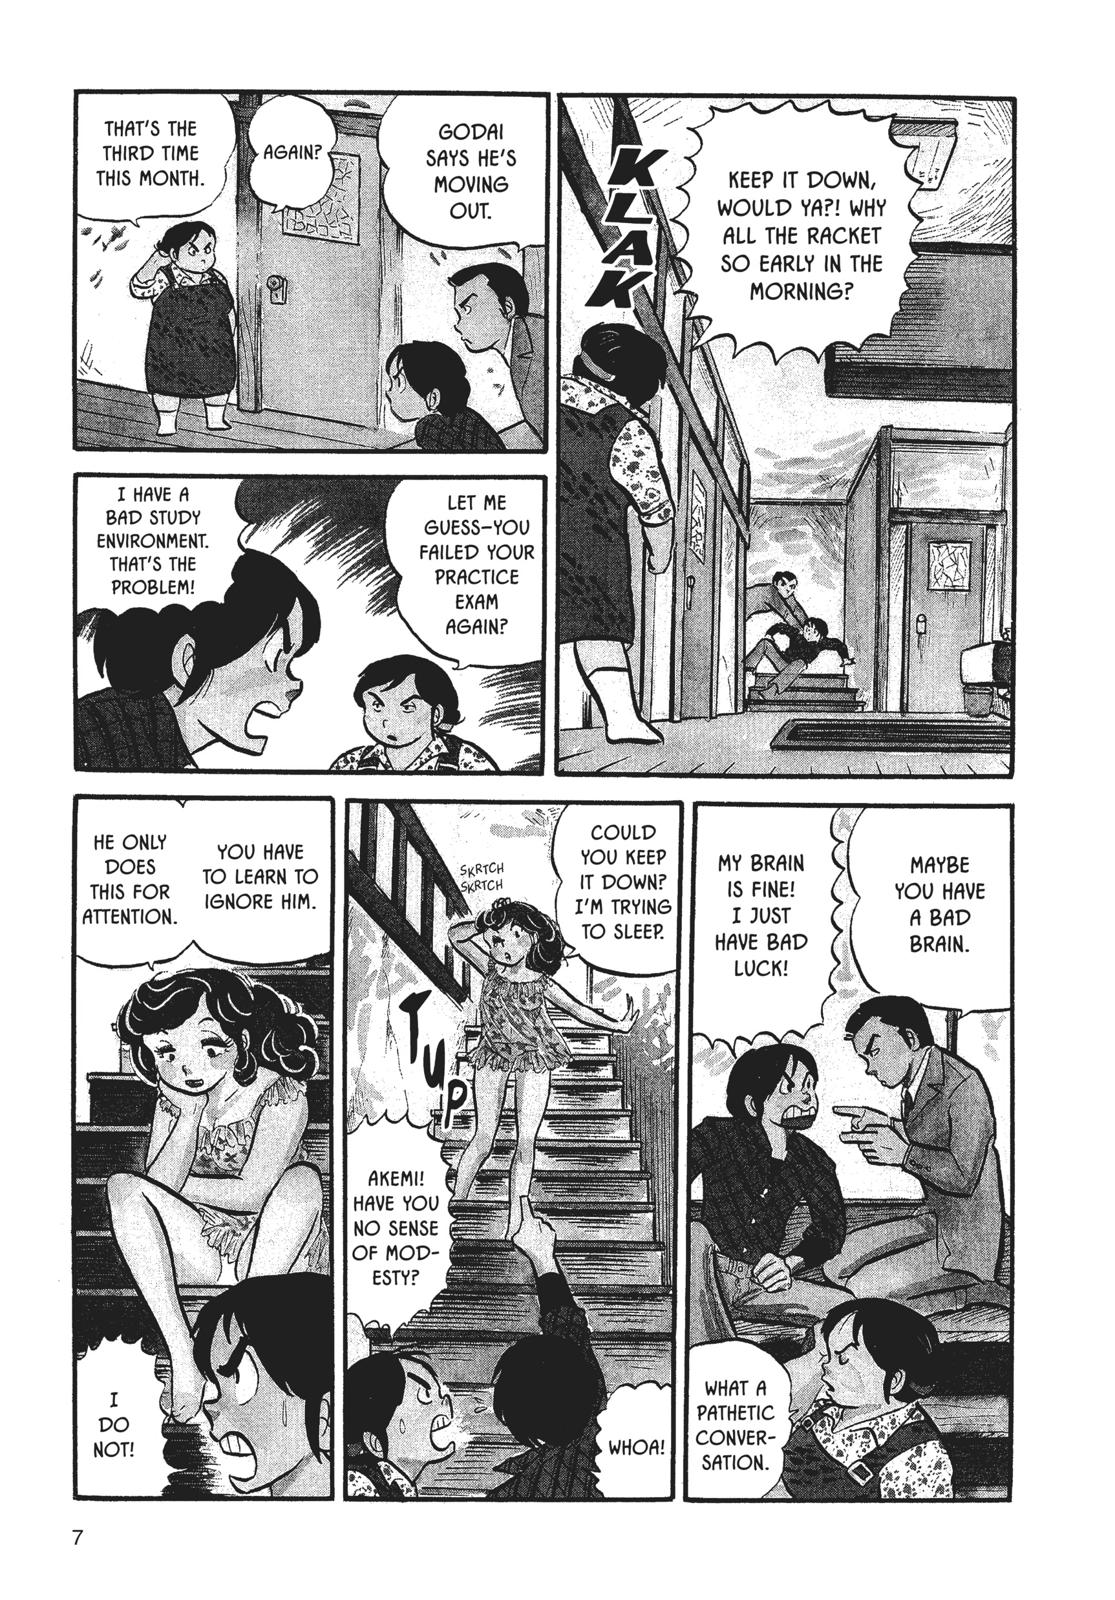 KLAK
KEEP IT DOWN,
WOULD YA?! WHY
ALL THE RACKET
SO EARLY IN THE
MORNING?
GODAI
SAYS HE'S
MOVING
OUT.
AGAIN?
THAT'S THE
THIRD TIME
THIS MONTH.
LET ME
GUESS—YOU
FAILED YOUR
PRACTICE
EXAM
AGAIN?
I HAVE A
BAD STUDY
ENVIRONMENT.
THAT'S THE
PROBLEM!
MAYBE
YOU HAVE
A BAD
BRAIN.
MY BRAIN
IS FINE!
I JUST
HAVE BAD
LUCK!
WHAT A
PATHETIC
CONVER-
SATION.
COULD
YOU KEEP
IT DOWN?
I'M TRYING
TO SLEEP.
SKRTCH
SKRTCH
TUP
AKEMI!
HAVE YOU
NO SENSE
OF MOD-
ESTY?
WHOA!
YOU HAVE
TO LEARN TO
IGNORE HIM.
HE ONLY
DOES
THIS FOR
ATTENTION.
I
DO
NOT!
7